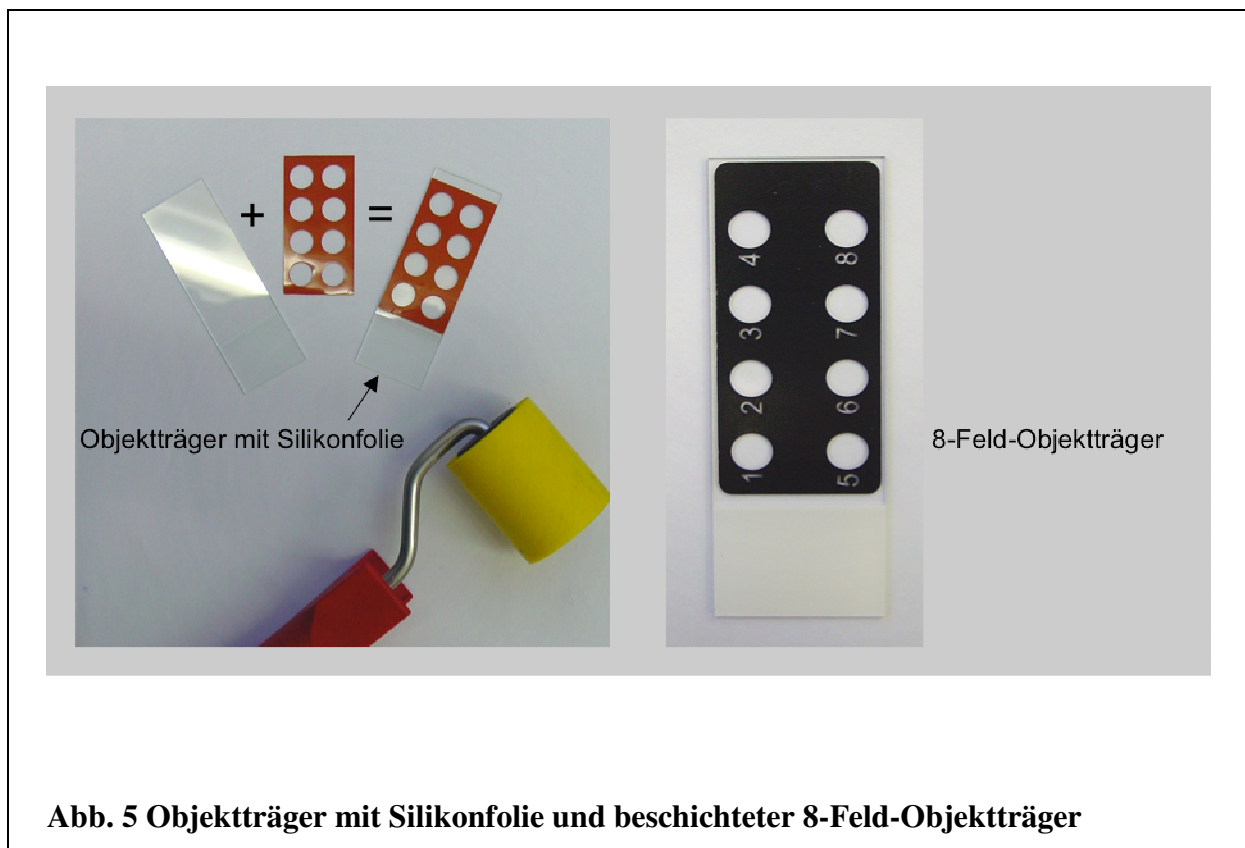 + =
Objektträger mit Silikonfolie
4 8
3 7
2 6
1 5
8-Feld-Objektträger
Abb. 5 Objektträger mit Silikonfolie und beschichteter 8-Feld-Objektträger